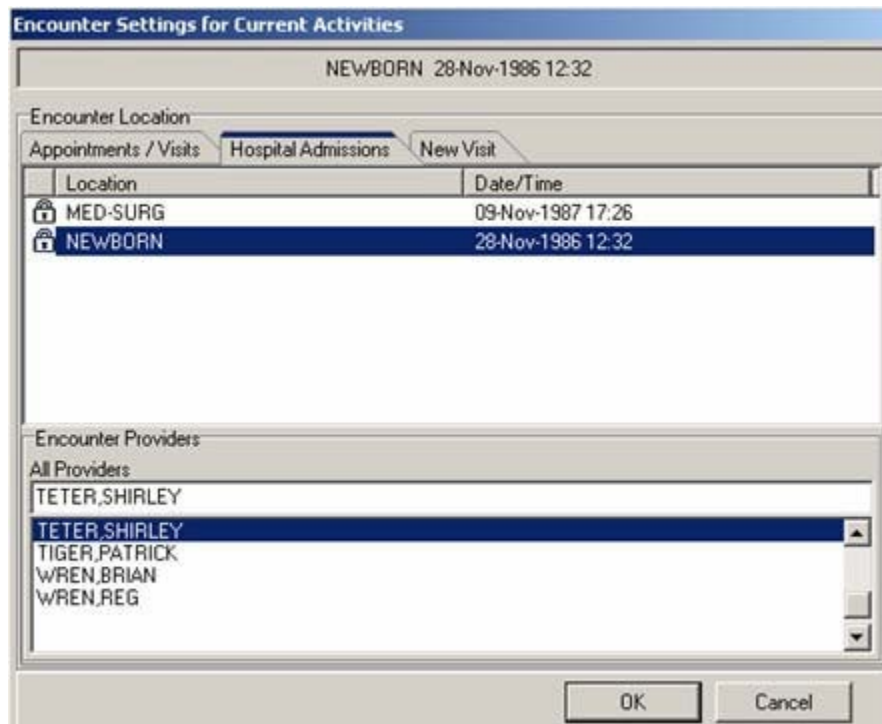 Encounter Settings for Current Activities
NEWBORN 28-Nov-1986 12:32
Encounter Location
Appointments / Visits Hospital Admissions New Visit
Location Date/Time
MED-SURG 09-Nov-1987 17:26
NEWBORN 28-Nov-1986 12:32
Encounter Providers
All Providers
TETER,SHIRLEY
TETER,SHIRLEY
TIGER,PATRICK
WREN,BRIAN
WREN,REG
OK Cancel